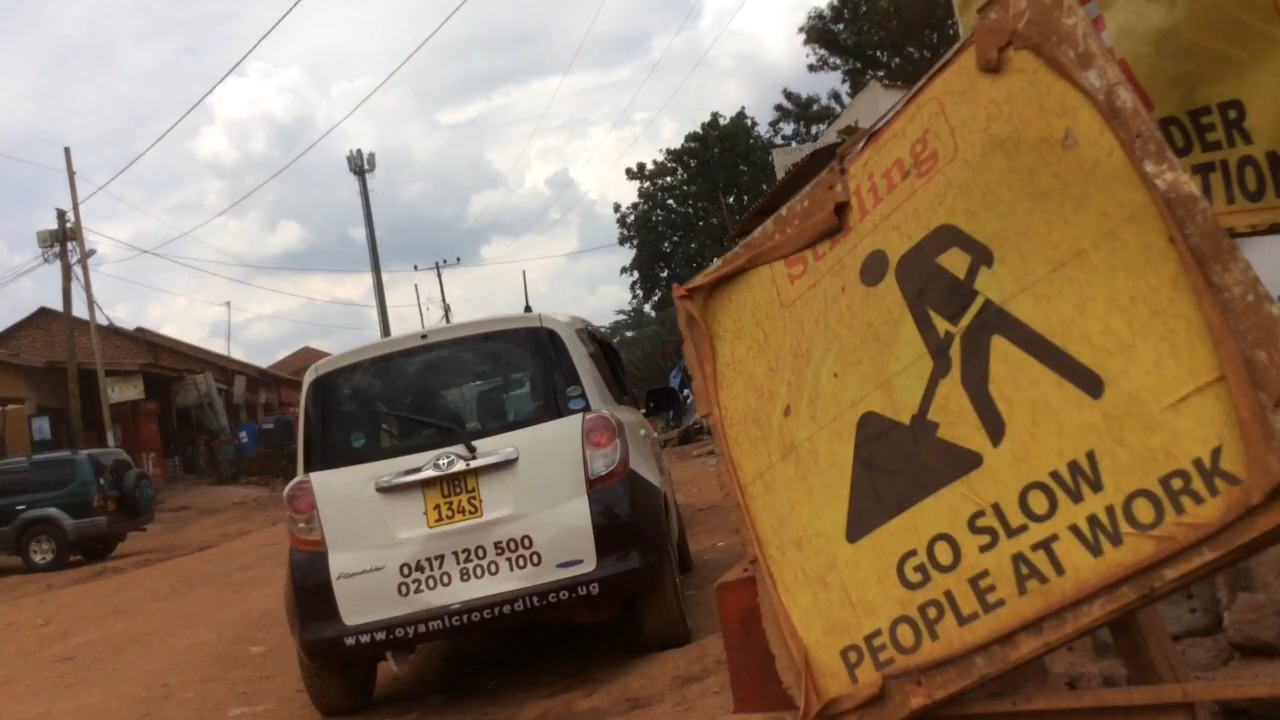 UBL
134S
0417 120 500
0200 800 100
www.oyamicrocredit.co.ug
GO SLOW
PEOPLE AT WORK
DER
TION